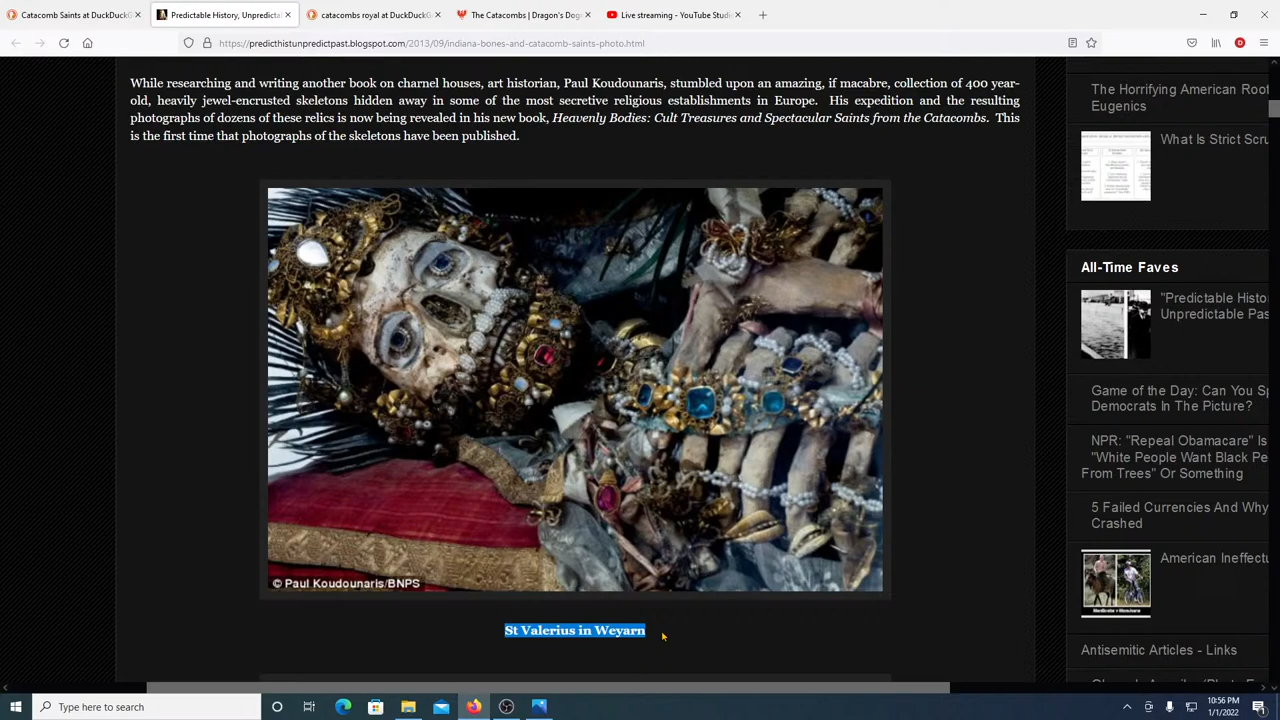 Catacomb Saints at DuckDuckG
Predictable History, Unpredictabl
catacombs royal at DuckDuckG
The Catacombs | Dragon's Dog
Live streaming - YouTube Studi
https://predicthistunpredictpast.blogspot.com/2013/09/indiana-bones-and-catacomb-saints-photo.html
While researching and writing another book on charnel houses, art historian, Paul Koudounaris, stumbled upon an amazing, if macabre, collection of 400 year-
old, heavily jewel-encrusted skeletons hidden away in some of the most secretive religious establishments in Europe. His expedition and the resulting
photographs of dozens of these relics is now being presented in his new book, Heavenly Bodies: Cult Treasures and Spectacular Saints from the Catacombs. This
is the first time that photographs of the skeletons have been published.
© Paul Koudounaris/BNPS
St Valerius in Weyarn
The Horrifying American Root
Eugenics
What Is Strict Scru
All-Time Faves
"Predictable Histo
Unpredictable Pas
Game of the Day: Can You Sp
Democrats In The Picture?
NPR: "Repeal Obamacare" Is
"White People Want Black Pe
From Trees" Or Something
5 Failed Currencies And Why
Crashed
American Ineffectu
Antisemitic Articles - Links
Type here to search
10:56 PM
1/1/2022